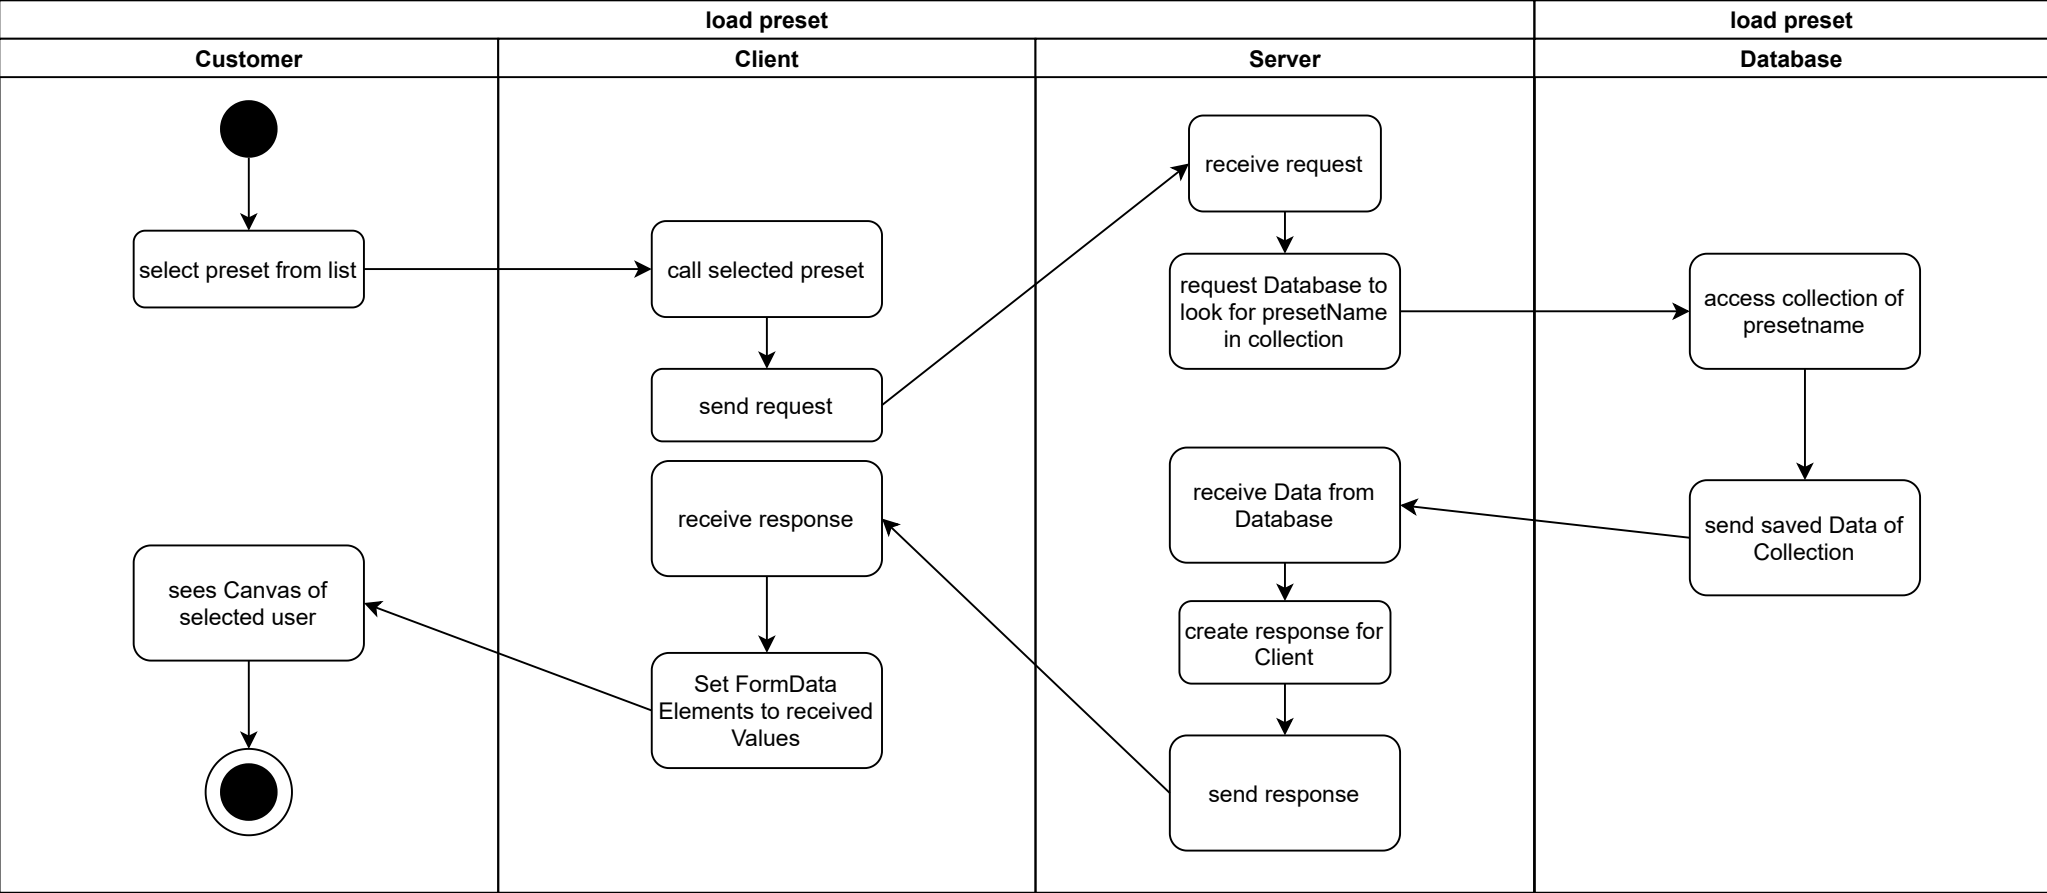 load preset
load preset
Customer
Client
Server
Database
select preset from list
call selected preset
send request
receive request
request Database to
look for presetName
in collection
access collection of
presetname
send saved Data of
Collection
receive Data from
Database
create response for
Client
send response
receive response
Set FormData
Elements to received
Values
sees Canvas of
selected user